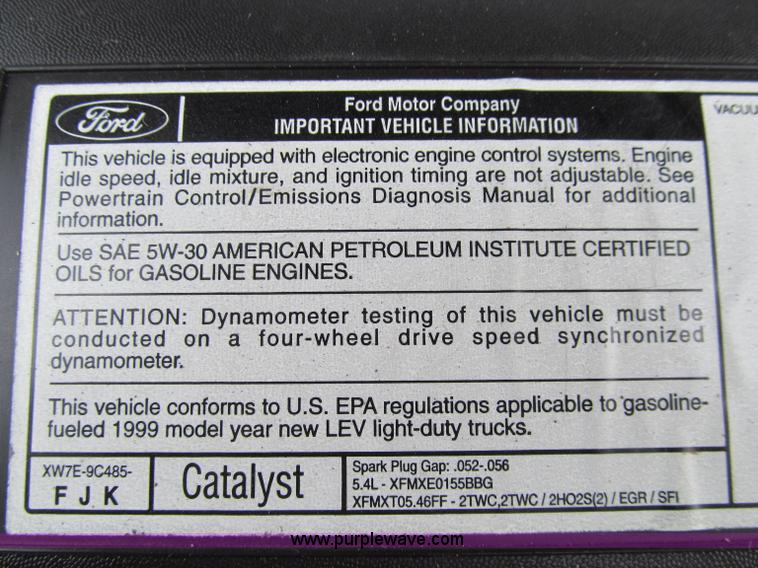 Ford
Ford Motor Company
IMPORTANT VEHICLE INFORMATION
This vehicle is equipped with electronic engine control systems. Engine
idle speed, idle mixture, and ignition timing are not adjustable. See
Powertrain Control/Emissions Diagnosis Manual for additional
information.
Use SAE 5W-30 AMERICAN PETROLEUM INSTITUTE CERTIFIED
OILS for GASOLINE ENGINES.
ATTENTION: Dynamometer testing of this vehicle must be
conducted on a four-wheel drive speed synchronized
dynamometer.
This vehicle conforms to U.S. EPA regulations applicable to gasoline-
fueled 1999 model year new LEV light-duty trucks.
XW7E-9C485-
F J K
Catalyst
Spark Plug Gap: .052-.056
5.4L - XFMXE0155BBG
XFMXT05.46FF - 2TWC,2TWC / 2HO2S(2) / EGR / SFI
www.purplewave.com